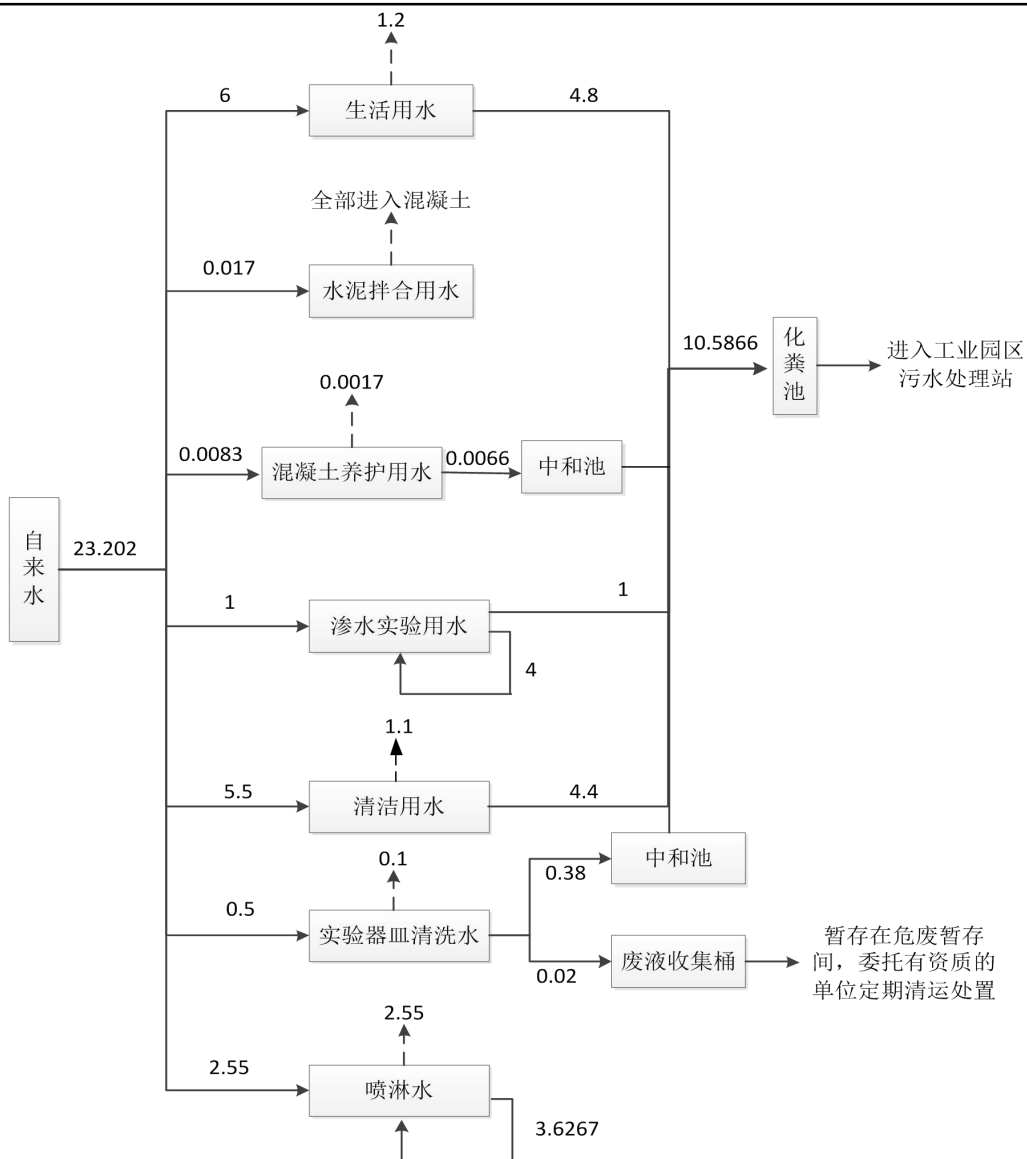 1.2
6
生活用水
4.8
全部进入混凝土
0.017
水泥拌合用水
10.5866
化粪池
进入工业园区
污水处理站
0.0017
0.0083
混凝土养护用水
0.0066
中和池
自来水
23.202
1
渗水实验用水
1
4
1.1
5.5
清洁用水
4.4
中和池
0.1
0.38
0.5
实验器皿清洗水
0.02
废液收集桶
暂存在危废暂存
间，委托有资质的
单位定期清运处置
2.55
2.55
喷淋水
3.6267